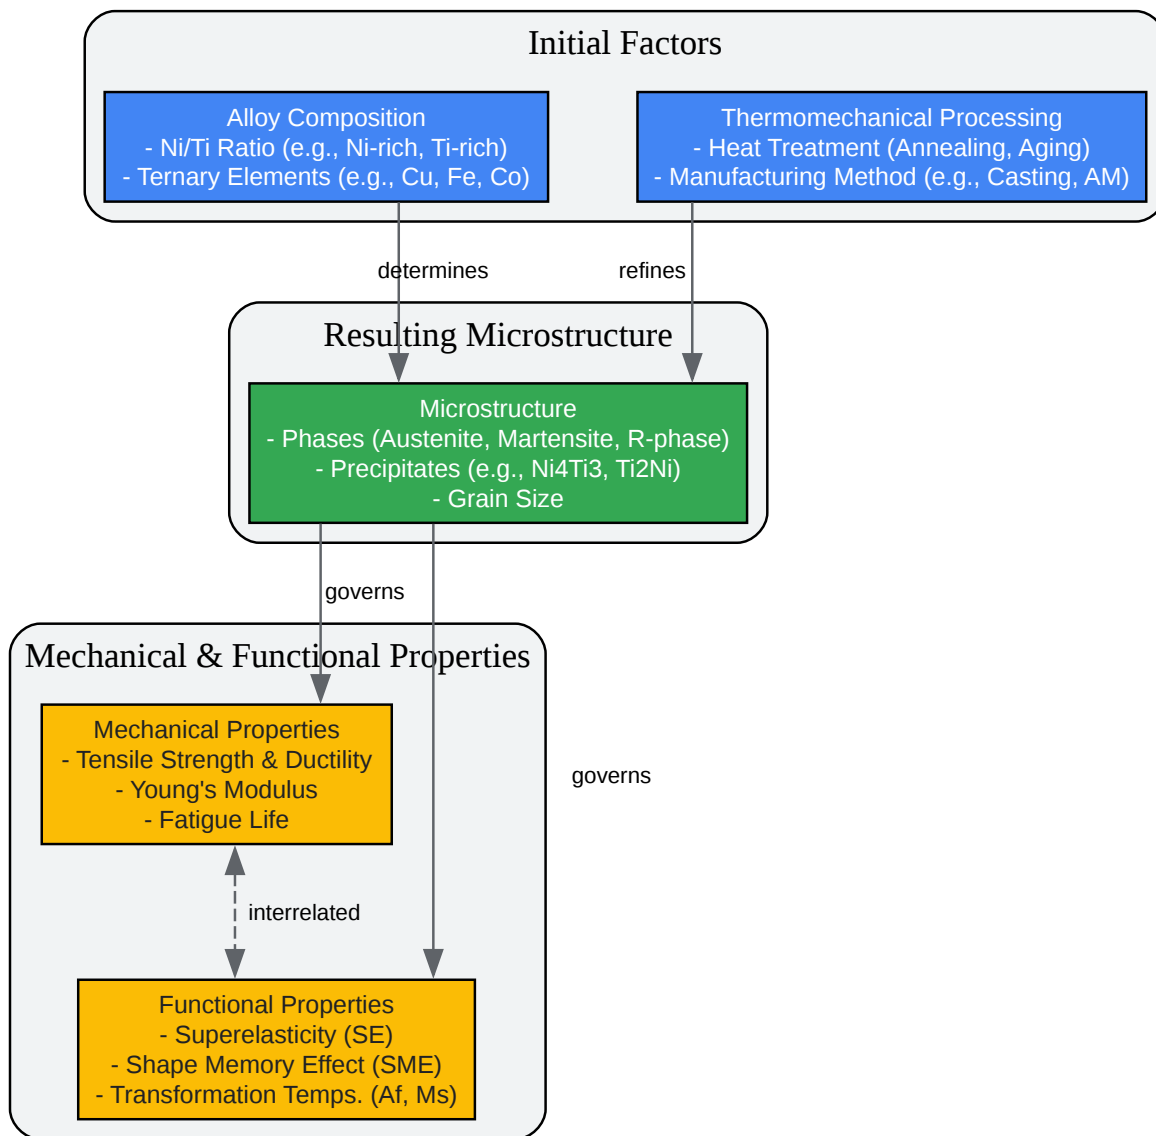 Initial Factors
Alloy Composition
- Ni/Ti Ratio (e.g., Ni-rich, Ti-rich)
- Ternary Elements (e.g., Cu, Fe, Co)
Thermomechanical Processing
- Heat Treatment (Annealing, Aging)
- Manufacturing Method (e.g., Casting, AM)
determines
refines
Resulting Microstructure
Microstructure
- Phases (Austenite, Martensite, R-phase)
- Precipitates (e.g., Ni4Ti3, Ti2Ni)
- Grain Size
governs
Mechanical & Functional Properties
Mechanical Properties
- Tensile Strength & Ductility
- Young's Modulus
- Fatigue Life
governs
interrelated
Functional Properties
- Superelasticity (SE)
- Shape Memory Effect (SME)
- Transformation Temps. (Af, Ms)